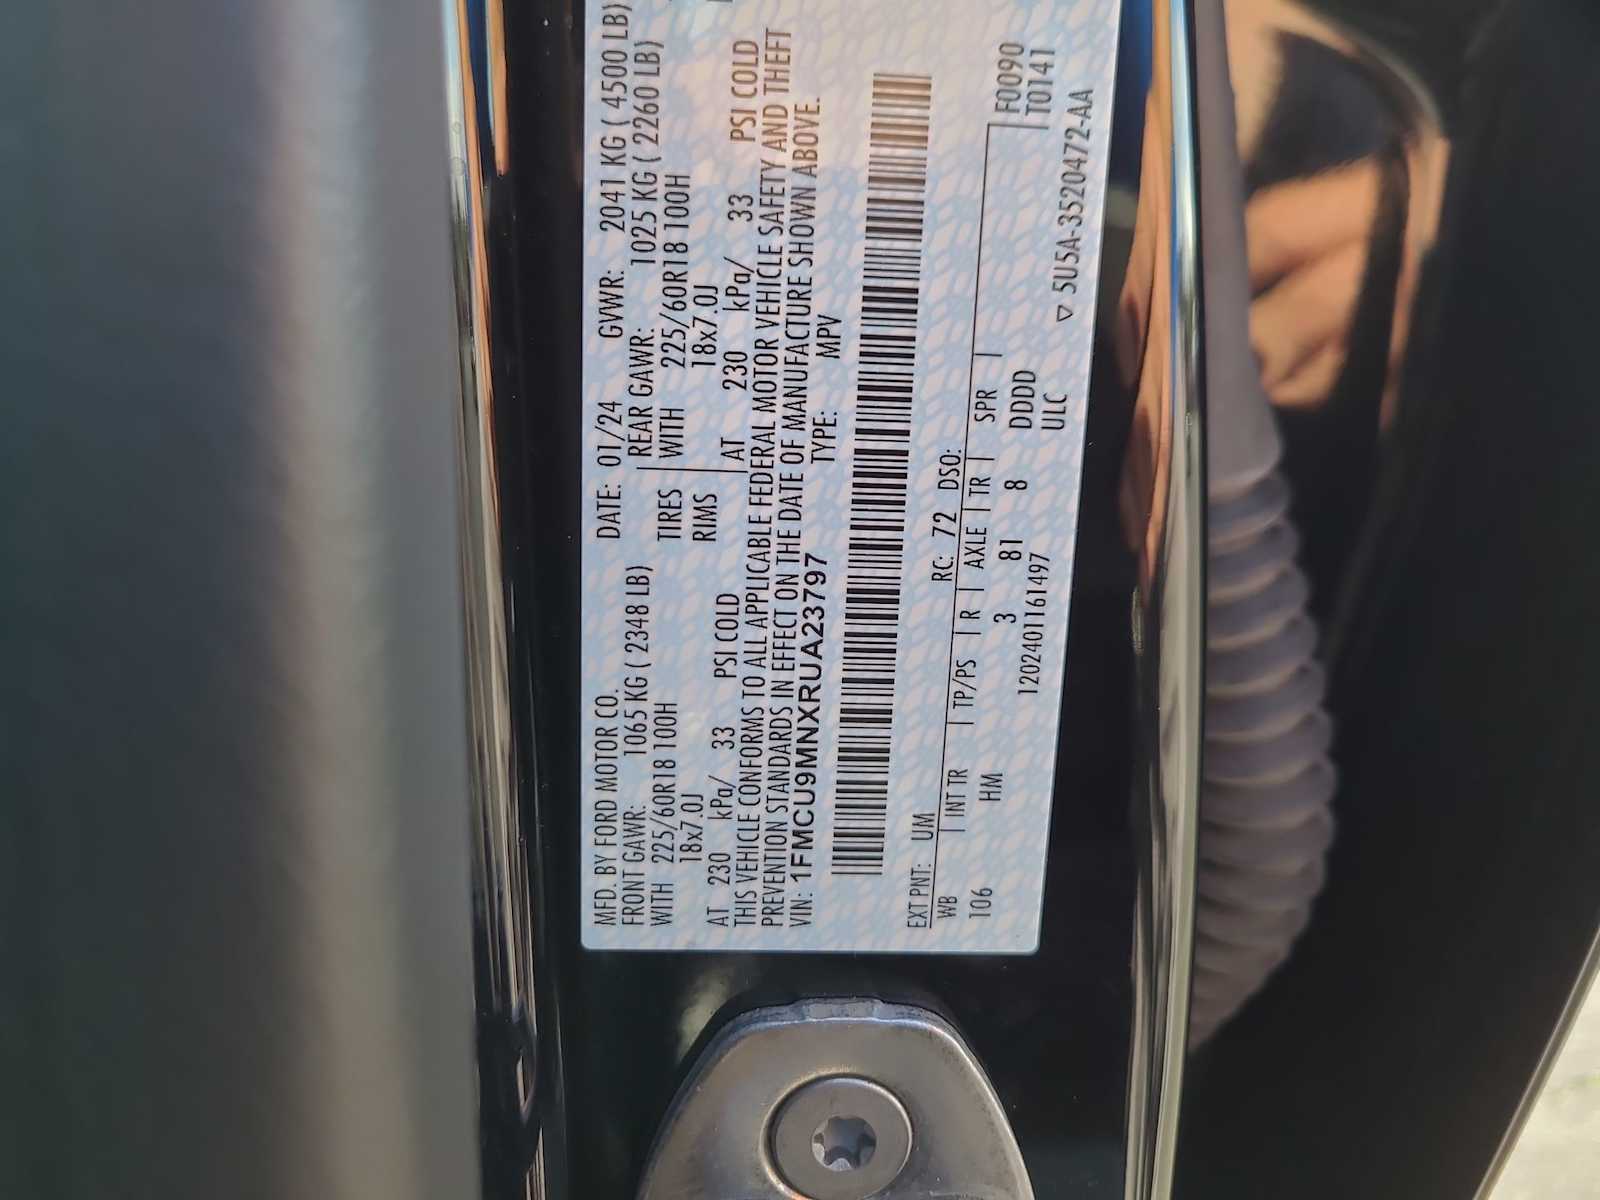 MFD. BY FORD MOTOR CO. DATE: 01/24 GVWR: 2041 KG ( 4500 LB)
FRONT GAWR: 1065 KG ( 2348 LB) REAR GAWR: 1025 KG ( 2260 LB)
WITH 225/60R18 100H TIRES WITH 225/60R18 100H
18x7.0J RIMS 18x7.0J
AT 230 kPa/ 33 PSI COLD AT 230 kPa/ 33 PSI COLD
THIS VEHICLE CONFORMS TO ALL APPLICABLE FEDERAL MOTOR VEHICLE SAFETY AND THEFT
PREVENTION STANDARDS IN EFFECT ON THE DATE OF MANUFACTURE SHOWN ABOVE.
VIN: 1FMCU9MNXRUA23797 TYPE: MPV
EXT PNT: UM RC: 72 DSO:
WB INT TR TP/PS R AXLE TR SPR F0090
106 HM 3 81 8 DDDD T0141
120240116 1497 ULC
▽ 5U5A-3520472-AA